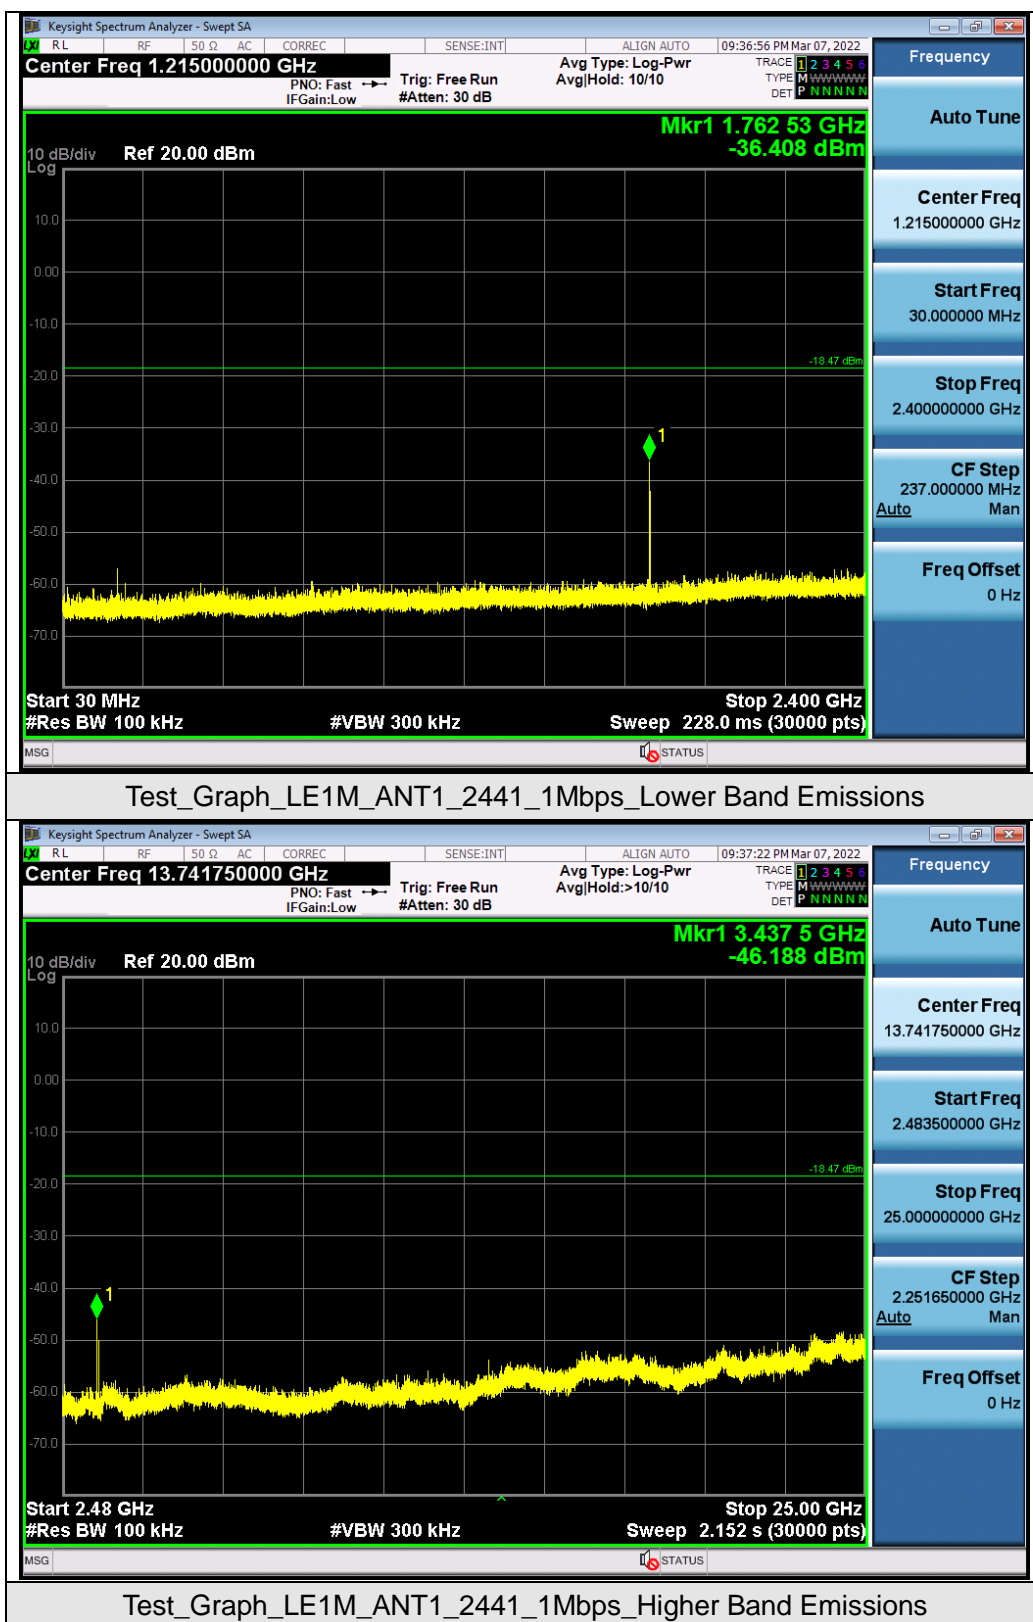 Keysight Spectrum Analyzer - Swept SA
LXI RL RF 50 Ω AC CORREC SENSE:INT ALIGN AUTO 09:36:56 PM Mar 07, 2022
Center Freq 1.215000000 GHz
PNO: Fast
IFGain:Low
Trig: Free Run
#Atten: 30 dB
Avg Type: Log-Pwr
Avg|Hold: 10/10
TRACE 1 2 3 4 5 6
TYPE M WWWWW
DET P N N N N N
Mkr1 1.762 53 GHz
-36.408 dBm
10 dB/div Ref 20.00 dBm
Log
10.0
0.00
-10.0
-18.47 dBm
-20.0
-30.0
1
-40.0
-50.0
-60.0
-70.0
Start 30 MHz Stop 2.400 GHz
#Res BW 100 kHz #VBW 300 kHz Sweep 228.0 ms (30000 pts)
MSG STATUS
Frequency
Auto Tune
Center Freq
1.215000000 GHz
Start Freq
30.000000 MHz
Stop Freq
2.400000000 GHz
CF Step
237.000000 MHz
Auto Man
Freq Offset
0 Hz
Test_Graph_LE1M_ANT1_2441_1Mbps_Lower Band Emissions
Keysight Spectrum Analyzer - Swept SA
LXI RL RF 50 Ω AC CORREC SENSE:INT ALIGN AUTO 09:37:22 PM Mar 07, 2022
Center Freq 13.741750000 GHz
PNO: Fast
IFGain:Low
Trig: Free Run
#Atten: 30 dB
Avg Type: Log-Pwr
Avg|Hold:>10/10
TRACE 1 2 3 4 5 6
TYPE M WWWWW
DET P N N N N N
Mkr1 3.437 5 GHz
-46.188 dBm
10 dB/div Ref 20.00 dBm
Log
10.0
0.00
-10.0
-18.47 dBm
-20.0
-30.0
-40.0
1
-50.0
-60.0
-70.0
Start 2.48 GHz Stop 25.00 GHz
#Res BW 100 kHz #VBW 300 kHz Sweep 2.152 s (30000 pts)
MSG STATUS
Frequency
Auto Tune
Center Freq
13.741750000 GHz
Start Freq
2.483500000 GHz
Stop Freq
25.000000000 GHz
CF Step
2.251650000 GHz
Auto Man
Freq Offset
0 Hz
Test_Graph_LE1M_ANT1_2441_1Mbps_Higher Band Emissions